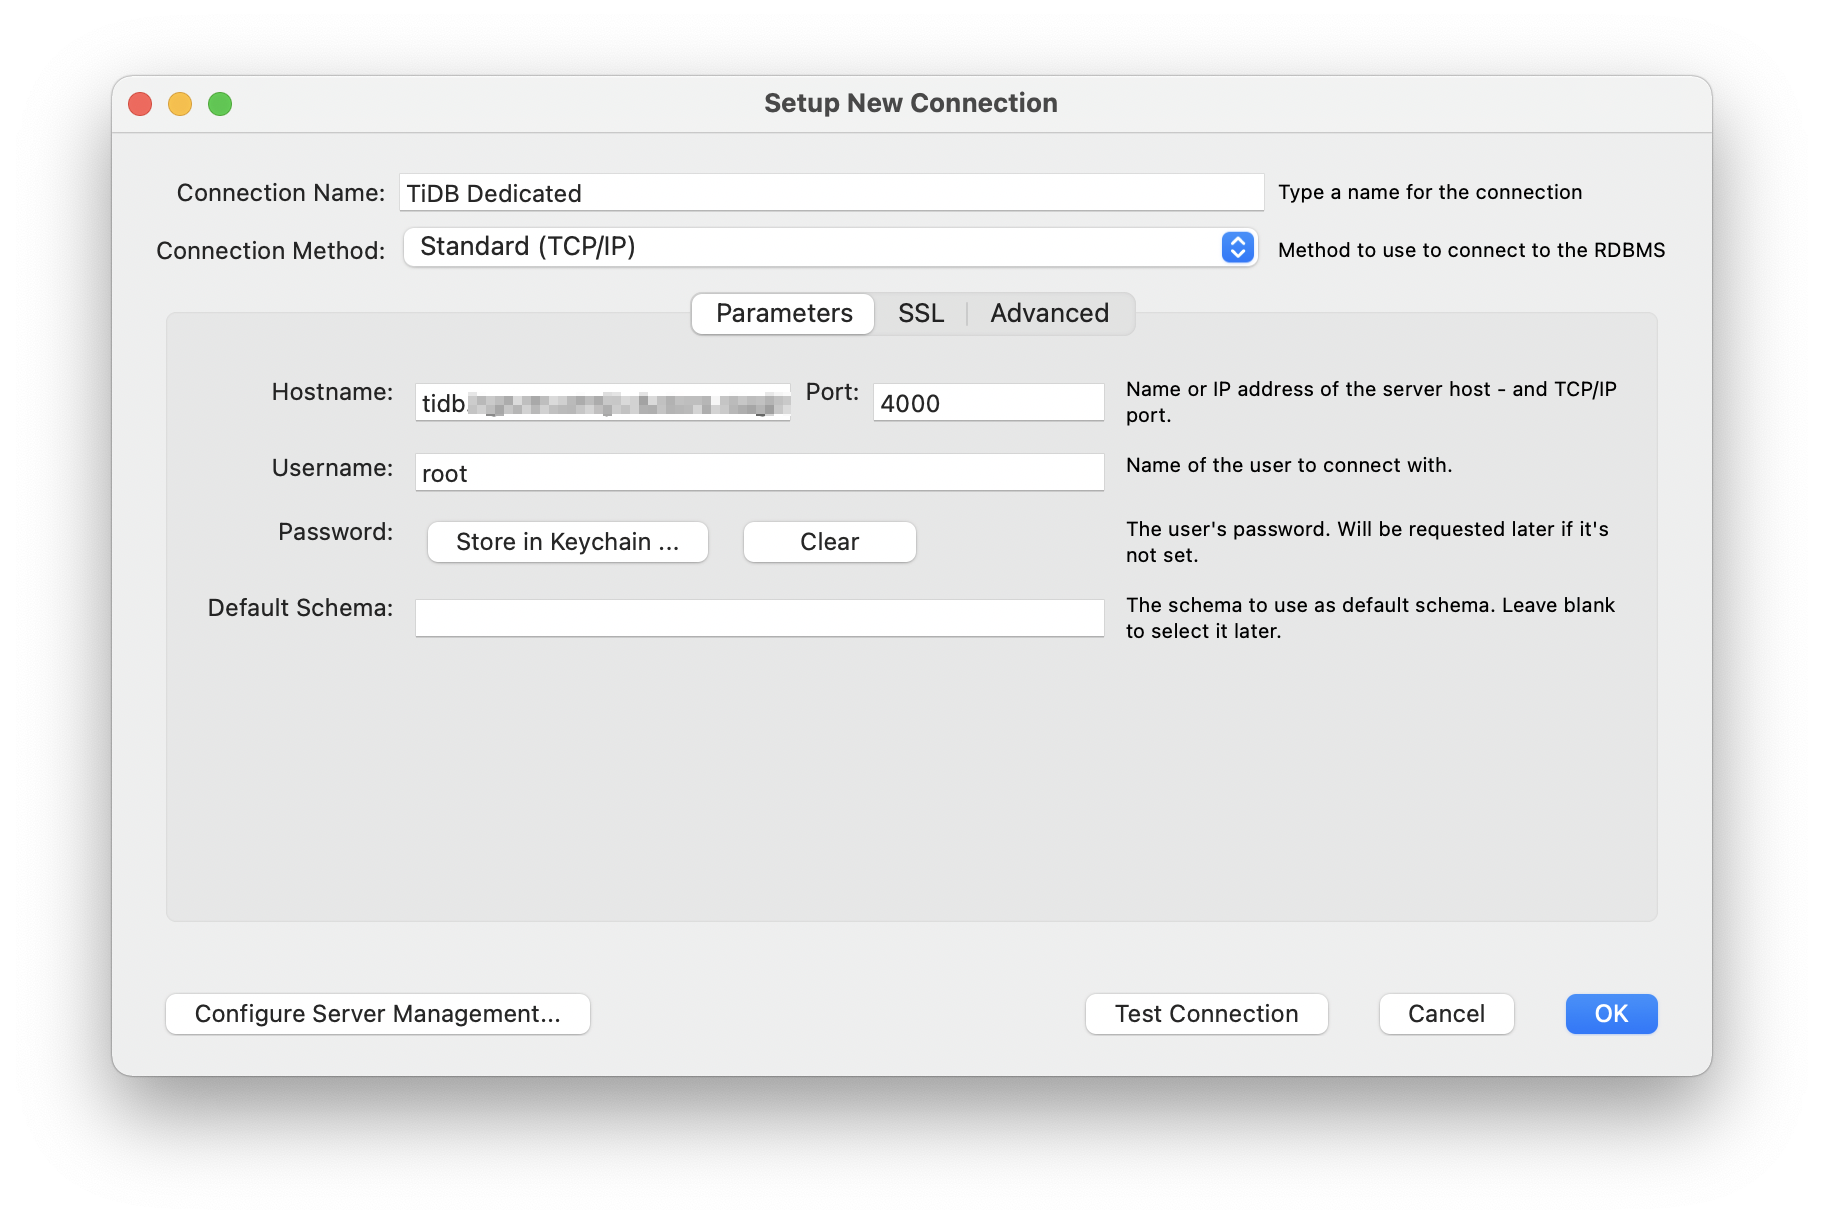 Setup New Connection
Connection Name: TiDB Dedicated Type a name for the connection
Connection Method: Standard (TCP/IP) Method to use to connect to the RDBMS
Parameters SSL Advanced
Hostname: tidb. Port: 4000 Name or IP address of the server host - and TCP/IP
port.
Username: root Name of the user to connect with.
Password: Store in Keychain ... Clear The user's password. Will be requested later if it's
not set.
Default Schema: The schema to use as default schema. Leave blank
to select it later.
Configure Server Management... Test Connection Cancel OK